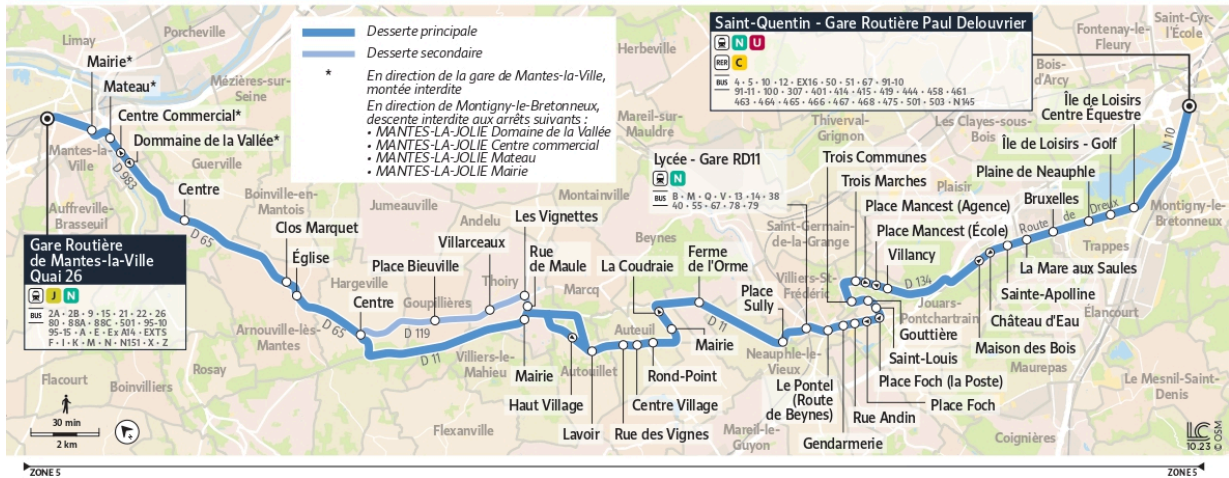 Limay
Porcheville
Mairie*
Mateau*
Mézières-sur-
Seine
Centre Commercial*
Dommaine de la Vallée*
Mantes-la-
Ville
D 983
Guerville
Auffreville-
Brasseuil
Centre
D 65
Boinville-en-
Mantois
Jumeauville
Clos Marquet
Église
Gare Routière
de Mantes-la-Ville
Quai 26
J N
BUS 2A • 2B • 9 • 15 • 21 • 22 • 26
80 • 88A • 88C • 501 • 95-10
95-15 • A • E • Ex A14 • EXT5
F • I • K • M • N • N151 • X • Z
Desserte principale
Desserte secondaire
* En direction de la gare de Mantes-la-Ville,
montée interdite
En direction de Montigny-le-Bretonneux,
descente interdite aux arrêts suivants :
• MANTES-LA-JOLIE Domaine de la Vallée
• MANTES-LA-JOLIE Centre commercial
• MANTES-LA-JOLIE Mateau
• MANTES-LA-JOLIE Mairie
Herbeville
Mareil-sur-
Mauldre
Montainville
Andelu
Saint-Quentin - Gare Routière Paul Delouvrier
N U
RER C
BUS 4 • 5 • 10 • 12 • EX16 • 50 • 51 • 67 • 91-10
91-11 • 100 • 307 • 401 • 414 • 415 • 419 • 444 • 458 • 461
463 • 464 • 465 • 466 • 467 • 468 • 475 • 501 • 503 • N145
Fontenay-le-
Fleury
Saint-Cyr-
l'École
Bois-
d'Arcy
Thiverval-
Grignon
Les Clayes-sous-
Bois
Île de Loisirs
Centre Équestre
N 10
Île de Loisirs - Golf
Plaine de Neauphle
Bruxelles
Route de Dreux
Plaisir
Montigny-le-
Bretonneux
Trappes
Élancourt
Lycée - Gare RD11
N
BUS B • M • Q • V • 13 • 14 • 38
40 • 55 • 67 • 78 • 79
Trois Communes
Trois Marches
Place Mancest (Agence)
Place Mancest (École)
Villancy
D 134
Saint-Germain-
de-la-Grange
Villiers-St-
Frédéric
Jouars-
Pontchartrain
La Mare aux Saules
Sainte-Apolline
Château d'Eau
Maison des Bois
Maurepas
Gouttière
Saint-Louis
Place Foch (la Poste)
Place Foch
Rue Andin
Gendarmerie
Le Pontel
(Route
de Beynes)
Place
Sully
Neauphle-le-
Vieux
Mareil-le-
Guyon
Beynes
Ferme
de l'Orme
La Coudraie
D 11
Mairie
Auteuil
Rond-Point
Centre Village
Rue des Vignes
Lavoir
Autouillet
Haut Village
Mairie
Marcq
Les Vignettes
Rue
de Maule
Villarceaux
Thoiry
Place Bieuville
Goupillières
Hargeville
Centre
D 65
D 119
D 11
Arnouville-lès-
Mantes
Villiers-le-
Mahieu
Flexanville
Rosay
Boinvilliers
Flacourt
Le Mesnil-Saint-
Denis
Coignières
30 min
2 km
LC
10.23
© OSM
ZONE 5
ZONE 5